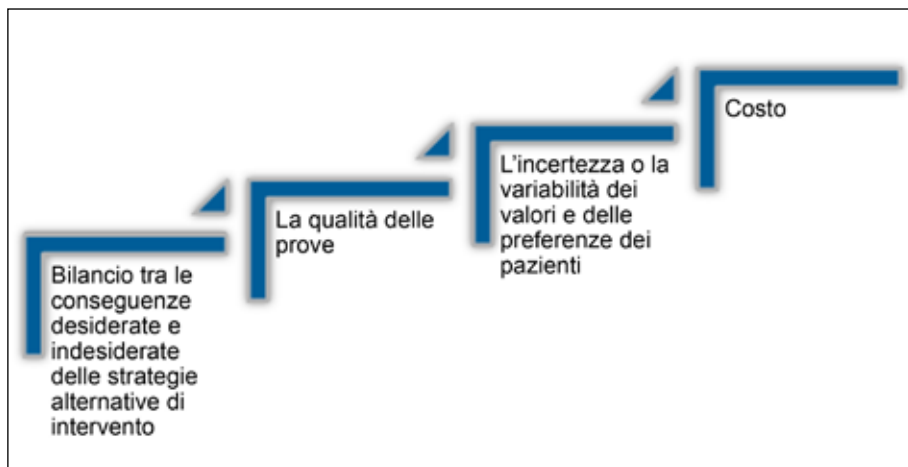 Bilancio tra le
conseguenze
desiderate e
indesiderate
delle strategie
alternative di
intervento
La qualità delle
prove
L'incertezza o la
variabilità dei
valori e delle
preferenze dei
pazienti
Costo